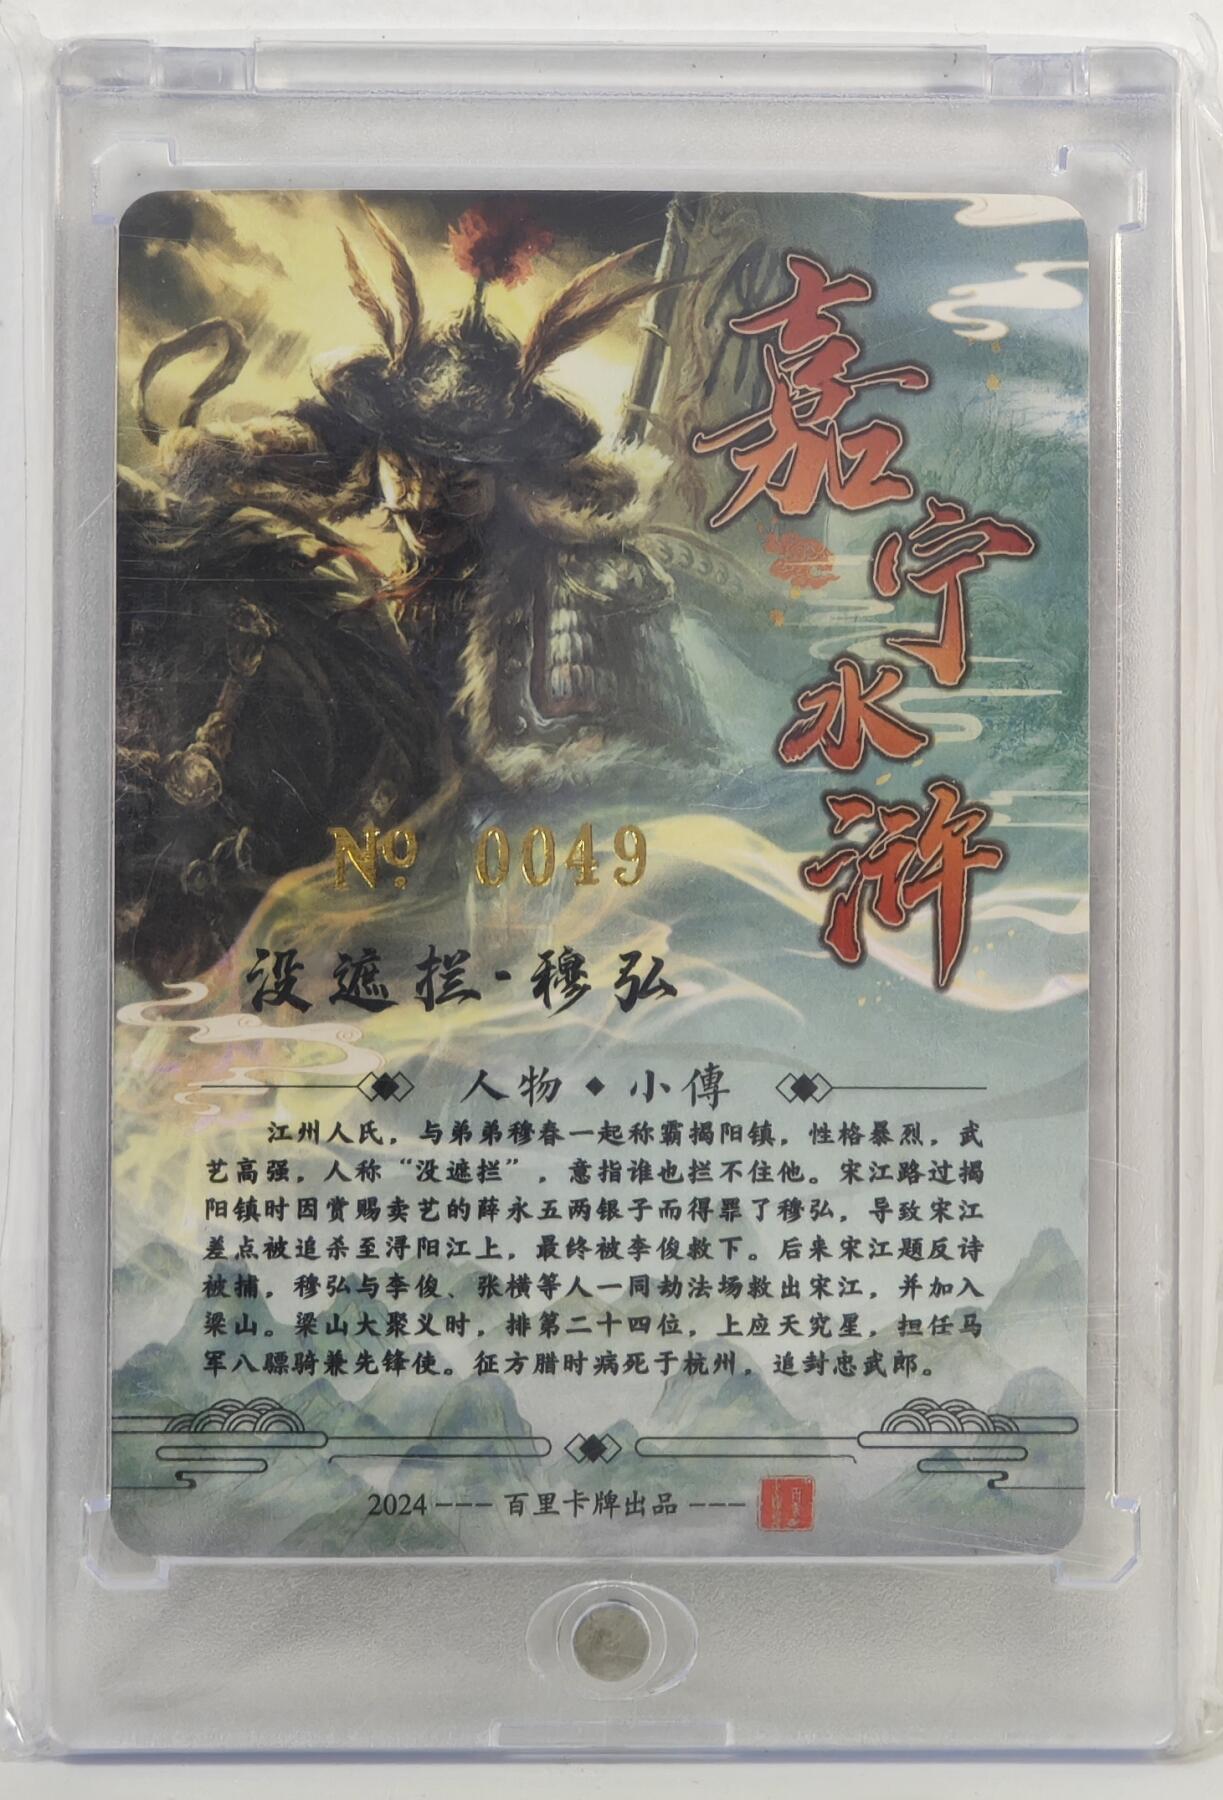 嘉宁水浒
No 0049
没遮拦·穆弘
人物◆小傳
江州人氏，与弟弟穆春一起称霸揭阳镇，性格暴烈，武
艺高强，人称“没遮拦”，意指谁也拦不住他。宋江路过揭
阳镇时因赏赐卖艺的薛永五两银子而得罪了穆弘，导致宋江
差点被追杀至浔阳江上，最终被李俊救下。后来宋江题反诗
被捕，穆弘与李俊、张横等人一同劫法场救出宋江，并加入
梁山。梁山大聚义时，排第二十四位，上应天究星，担任马
军八骠骑兼先锋使。征方腊时病死于杭州，追封忠武郎。
2024---百里卡牌出品---